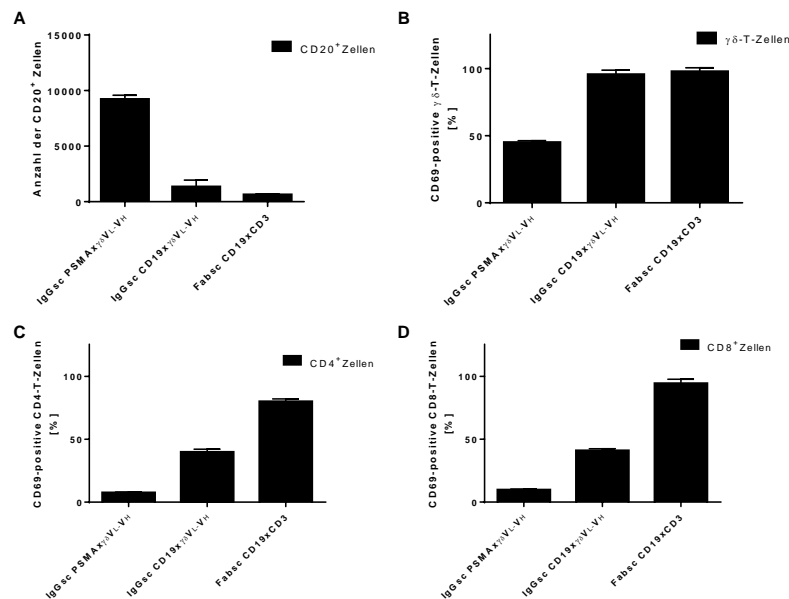 A
15000
10000
5000
0
Anzahl der CD20+ Zellen
CD20+Zellen
IgGsc PSMAxγδVL-VH
IgGsc CD19xγδVL-VH
Fabsc CD19xCD3
B
100
50
0
CD69-positive γδ-T-Zellen
[%]
γδ-T-Zellen
IgGsc PSMAxγδVL-VH
IgGsc CD19xγδVL-VH
Fabsc CD19xCD3
C
100
50
0
CD69-positive CD4-T-Zellen
[%]
CD4+Zellen
IgGsc PSMAxγδVL-VH
IgGsc CD19xγδVL-VH
Fabsc CD19xCD3
D
100
50
0
CD69-positive CD8-T-Zellen
[%]
CD8+Zellen
IgGsc PSMAxγδVL-VH
IgGsc CD19xγδVL-VH
Fabsc CD19xCD3